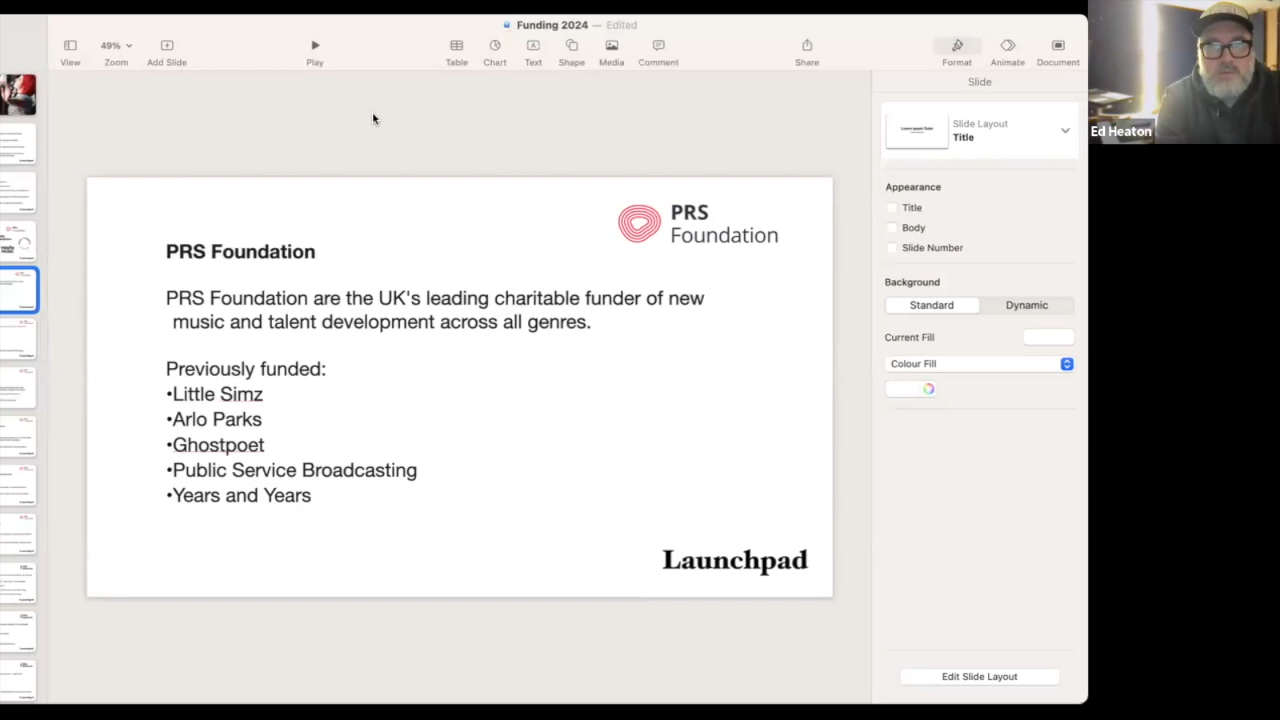 Funding 2024 — Edited
View
49%
Zoom
Add Slide
Play
Table
Chart
Text
Shape
Media
Comment
Share
Format
Animate
Document
Slide
Slide Layout
Title
Appearance
Title
Body
Slide Number
Background
Standard
Dynamic
Current Fill
Colour Fill
Edit Slide Layout
PRS
Foundation
PRS Foundation
PRS Foundation are the UK's leading charitable funder of new
music and talent development across all genres.
Previously funded:
•Little Simz
•Arlo Parks
•Ghostpoet
•Public Service Broadcasting
•Years and Years
Launchpad
Ed Heaton